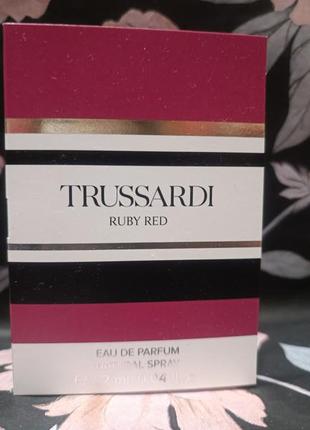 TRUSSARDI
RUBY RED
EAU DE PARFUM
NATURAL SPRAY